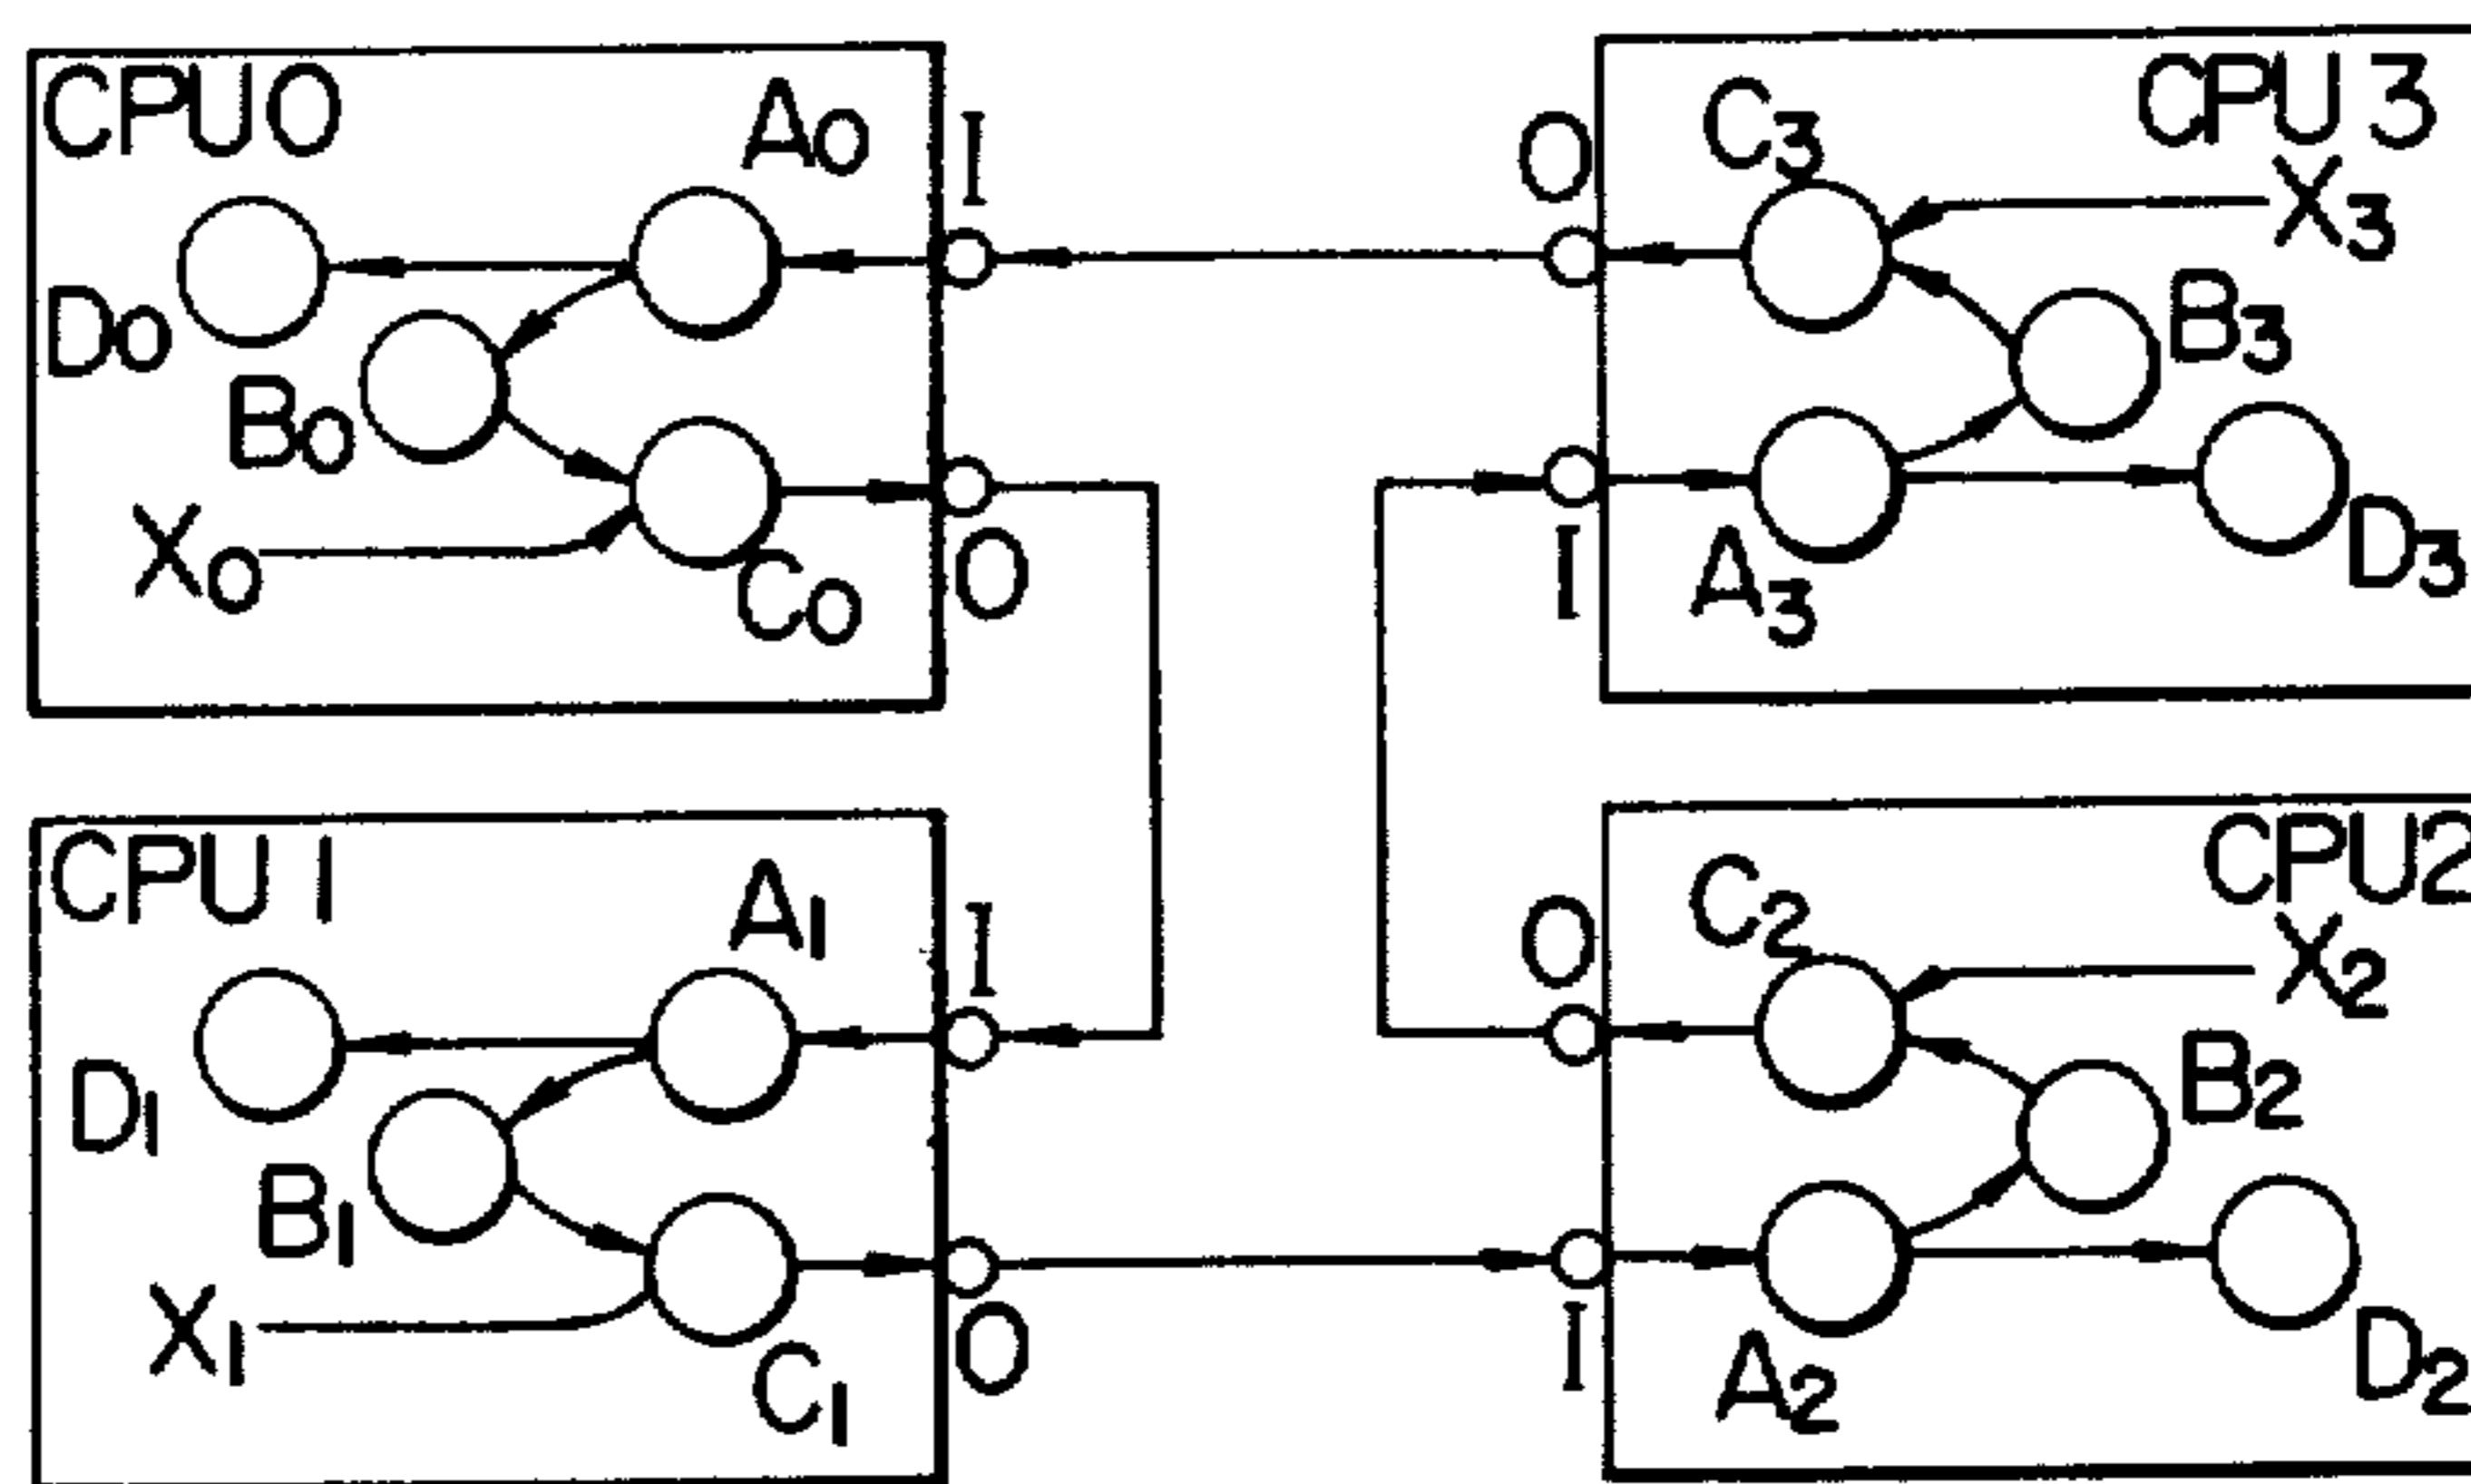 CPU0
A0
I
D0
B0
X0
C0
O
CPU3
C3
O
X3
B3
I
A3
D3
CPU1
A1
I
D1
B1
X1
C1
O
CPU2
C2
O
X2
B2
I
A2
D2